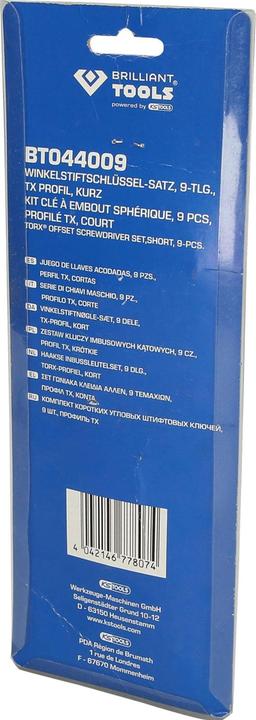 BRILLIANT
TOOLS
powered by KS TOOLS
BT044009
WINKELSTIFTSCHLÜSSEL-SATZ, 9-TLG.,
TX PROFIL, KURZ
KIT CLÉ À EMBOUT SPHÉRIQUE, 9 PCS,
PROFILÉ TX, COURT
TORX® OFFSET SCREWDRIVER SET,SHORT, 9-PCS.
ES JUEGO DE LLAVES ACODADAS, 9 PZS.,
PERFIL TX, CORTAS
IT SERIE DI CHIAVI MASCHIO, 9 PZ.,
PROFILO TX, CORTE
DA VINKELSTIFTNØGLE-SÆT, 9 DELE,
TX-PROFIL, KORT
PL ZESTAW KLUCZY IMBUSOWYCH KĄTOWYCH, 9 CZ.,
PROFIL TX, KRÓTKIE
NL HAAKSE INBUSSLEUTELSET, 9 DLG.,
TORX-PROFIEL, KORT
EL ΣΕΤ ΓΩΝΙΑΚΑ ΚΛΕΙΔΙΑ ΑΛΛΕΝ, 9 ΤΕΜΑΧΙΩΝ,
ΠΡΟΦΙΛ TX, ΚΟΝΤΑ
RU КОМПЛЕКТ КОРОТКИХ УГЛОВЫХ ШТИФТОВЫХ КЛЮЧЕЙ,
9 ШТ., ПРОФИЛЬ TX
4 042146 778074
KS TOOLS
Werkzeuge-Maschinen GmbH
Seligenstädter Grund 10-12
D - 63150 Heusenstamm
www.kstools.com
KS TOOLS
PDA Région de Brumath
1 rue de Londres
F - 67670 Mommenheim